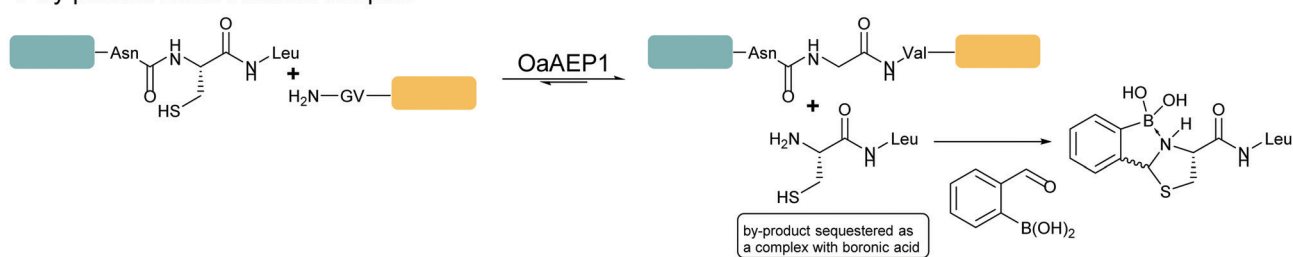 Asn
H
N
O
N
H
Leu
O
HS
+
H₂N
GV
OaAEP1
Asn
H
N
O
N
H
Val
O
+
H₂N
O
N
H
Leu
HS
by-product sequestered as
a complex with boronic acid
O
B(OH)₂
HO
OH
B
H
N
O
N
H
Leu
S